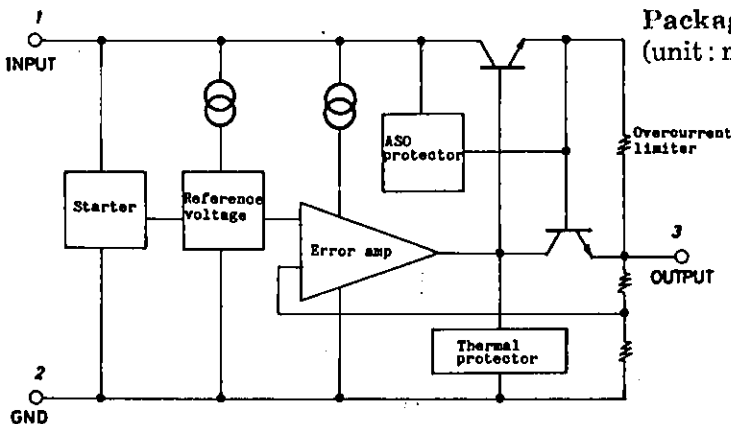 1
INPUT
Packag
(unit : m
ASO
protector
Overcurrent
limiter
Starter
Reference
voltage
Error amp
3
OUTPUT
Thermal
protector
2
GND